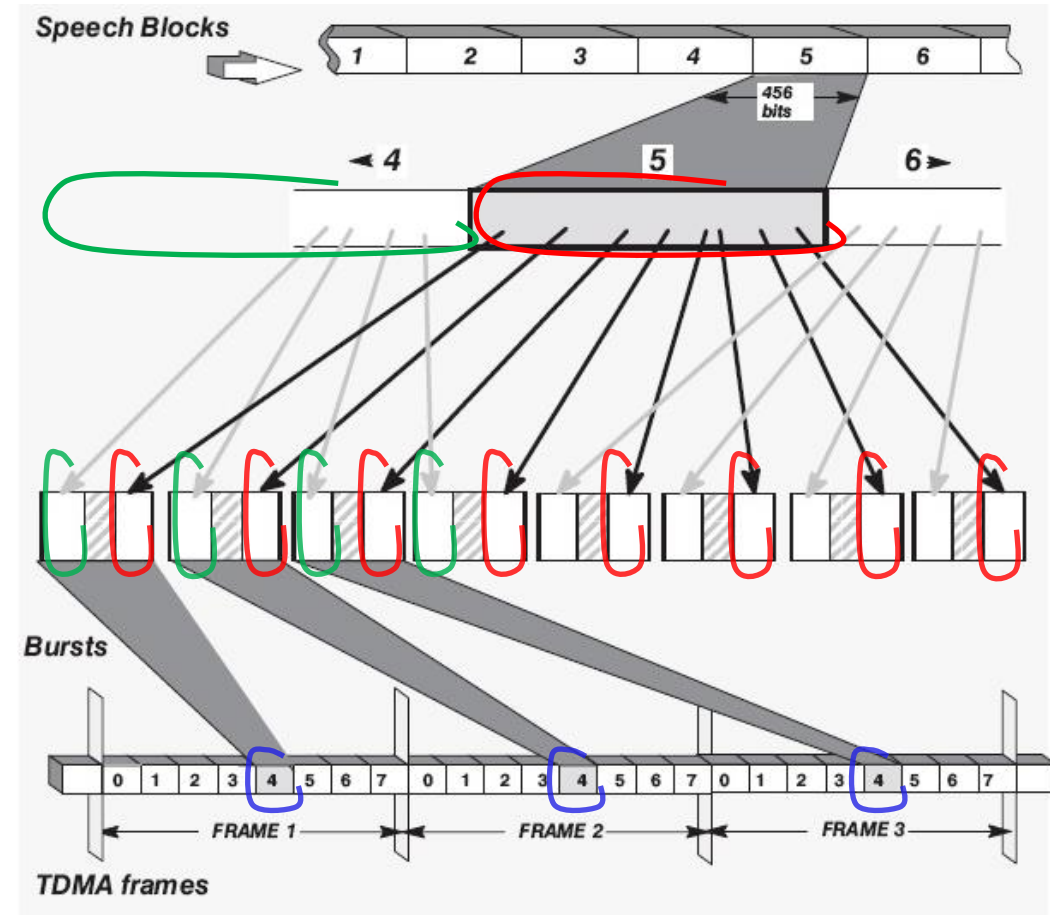 Speech Blocks
1 2 3 4 5 6
456
bits
4 5 6
Bursts
0 1 2 3 4 5 6 7 0 1 2 3 4 5 6 7 0 1 2 3 4 5 6 7
FRAME 1 FRAME 2 FRAME 3
TDMA frames